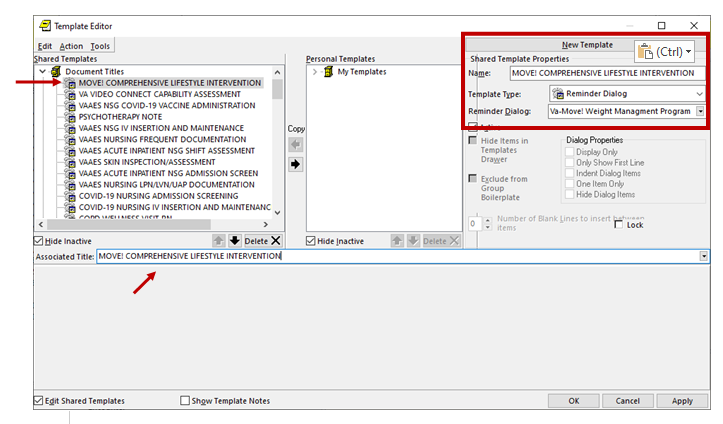 Template Editor
Edit Action Tools
New Template
(Ctrl)
Shared Templates
Document Titles
MOVE! COMPREHENSIVE LIFESTYLE INTERVENTION
VA VIDEO CONNECT CAPABILITY ASSESSMENT
VAAES NSG COVID-19 VACCINE ADMINISTRATION
PSYCHOTHERAPY NOTE
VAAES NSG IV INSERTION AND MAINTENANCE
VAAES NURSING FREQUENT DOCUMENTATION
VAAES ACUTE INPATIENT NSG SHIFT ASSESSMENT
VAAES SKIN INSPECTION/ASSESSMENT
VAAES ACUTE INPATIENT NSG ADMISSION SCREEN
VAAES NURSING LPN/LVN/UAP DOCUMENTATION
COVID-19 NURSING ADMISSION SCREENING
COVID-19 NURSING IV INSERTION AND MAINTENANC
Hide Inactive
Delete
Copy
Personal Templates
My Templates
Hide Inactive
Delete
Shared Template Properties
Name: MOVE! COMPREHENSIVE LIFESTYLE INTERVENTION
Template Type: Reminder Dialog
Reminder Dialog: Va-Move! Weight Managment Program
Active
Hide Items in
Templates
Drawer
Exclude from
Group
Boilerplate
Dialog Properties
Display Only
Only Show First Line
Indent Dialog Items
One Item Only
Hide Dialog Items
0 Number of Blank Lines to insert between
items
Lock
Associated Title: MOVE! COMPREHENSIVE LIFESTYLE INTERVENTION
Edit Shared Templates
Show Template Notes
OK Cancel Apply